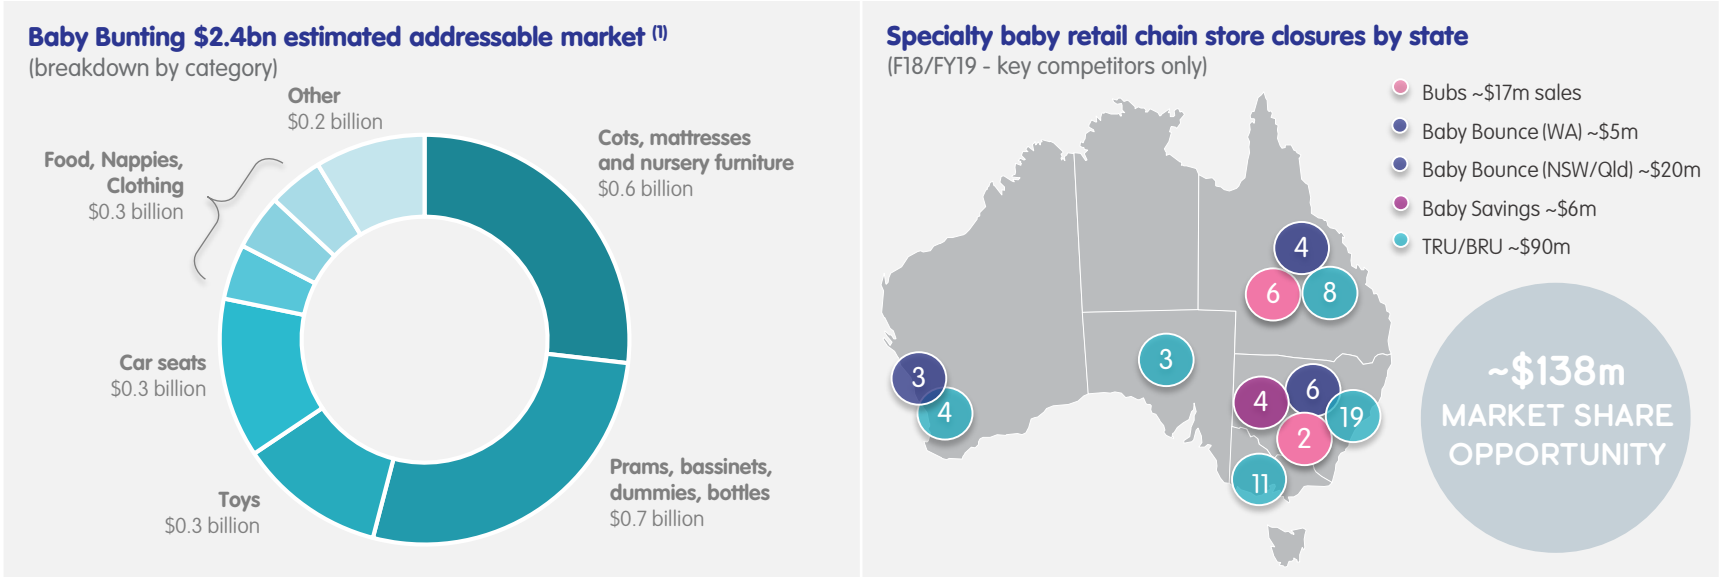 Baby Bunting $2.4bn estimated addressable market (1)
(breakdown by category)
Other
$0.2 billion
Cots, mattresses
and nursery furniture
$0.6 billion
Food, Nappies,
Clothing
$0.3 billion
Car seats
$0.3 billion
Prams, bassinets,
dummies, bottles
$0.7 billion
Toys
$0.3 billion
Specialty baby retail chain store closures by state
(F18/FY19 - key competitors only)
Bubs ~$17m sales
Baby Bounce (WA) ~$5m
Baby Bounce (NSW/Qld) ~$20m
Baby Savings ~$6m
TRU/BRU ~$90m
4
6
8
3
3
4
4
6
19
2
11
~$138m
MARKET SHARE
OPPORTUNITY